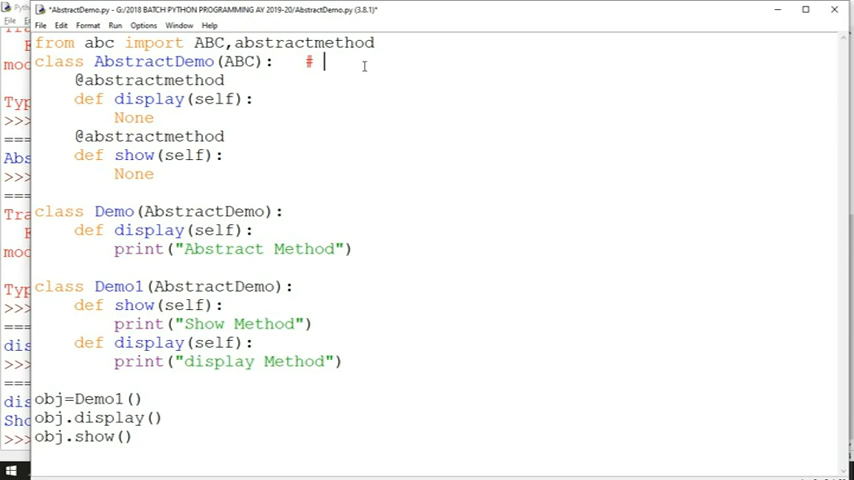 *AbstractDemo.py - G:/2018 BATCH PYTHON PROGRAMMING AY 2019-20/AbstractDemo.py (3.8.1)*
File Edit Format Run Options Window Help
from abc import ABC,abstractmethod
class AbstractDemo(ABC):   #
    @abstractmethod
    def display(self):
        None
    @abstractmethod
    def show(self):
        None
class Demo(AbstractDemo):
    def display(self):
        print("Abstract Method")
class Demo1(AbstractDemo):
    def show(self):
        print("Show Method")
    def display(self):
        print("display Method")
obj=Demo1()
obj.display()
obj.show()